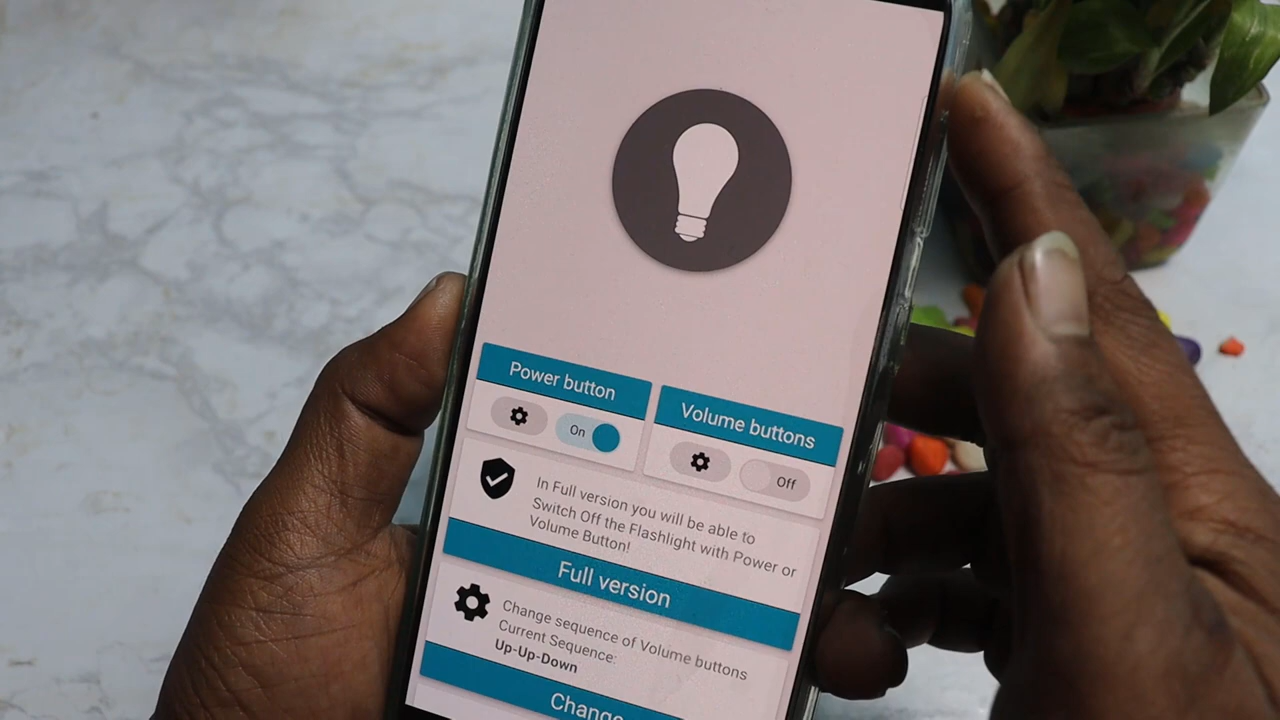 Power button
On
Volume buttons
Off
In Full version you will be able to
Switch Off the Flashlight with Power or
Volume Button!
Full version
Change sequence of Volume buttons
Current Sequence:
Up-Up-Down
Change